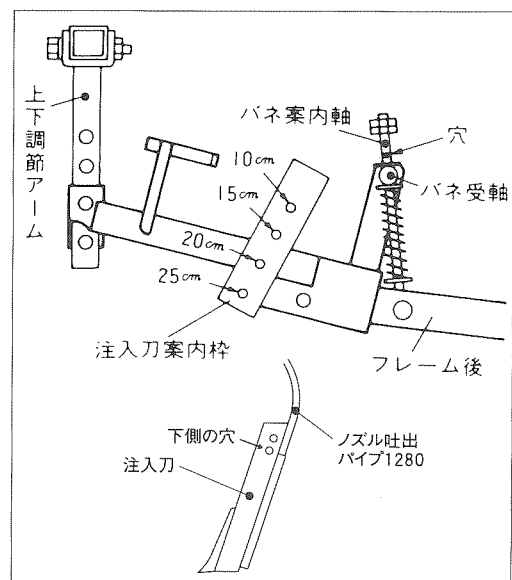 上下調節アーム
バネ案内軸
穴
バネ受軸
10cm
15cm
20cm
25cm
注入刀案内枠
フレーム後
下側の穴
注入刀
ノズル吐出
パイプ1280